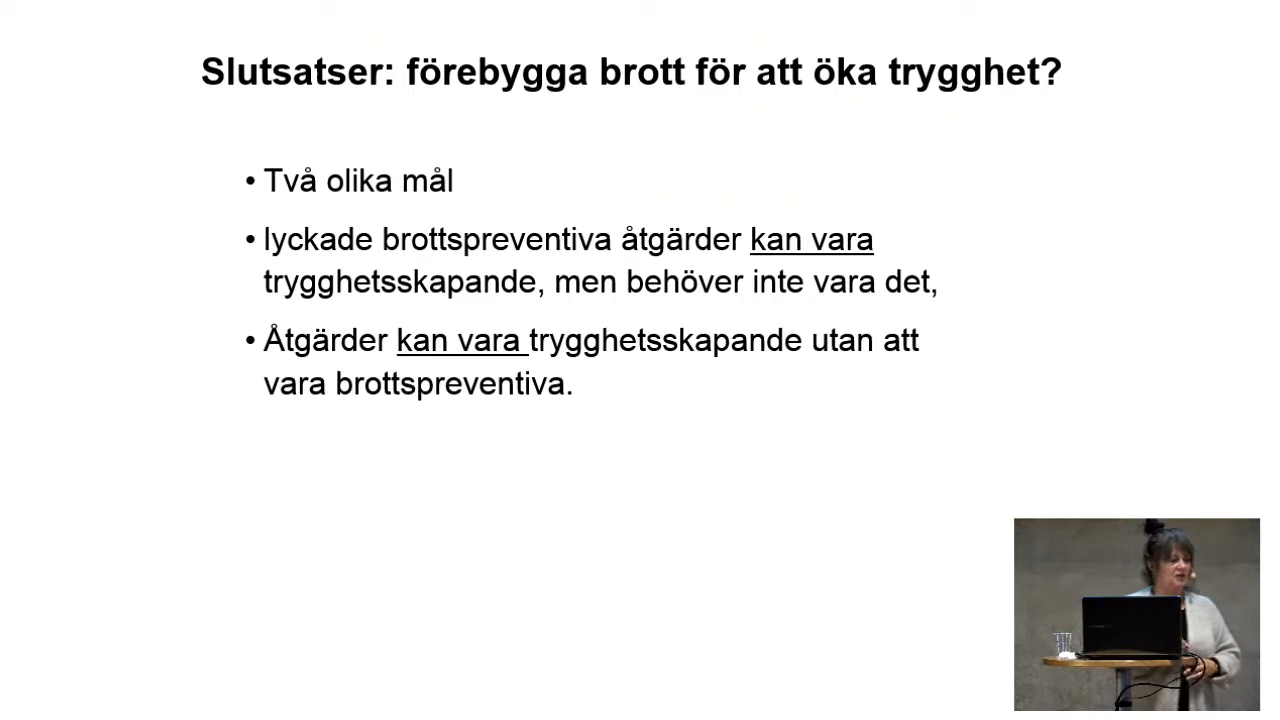 Slutsatser: förebygga brott för att öka trygghet?
• Två olika mål
• lyckade brottspreventiva åtgärder kan vara
trygghetsskapande, men behöver inte vara det,
• Åtgärder kan vara trygghetsskapande utan att
vara brottspreventiva.